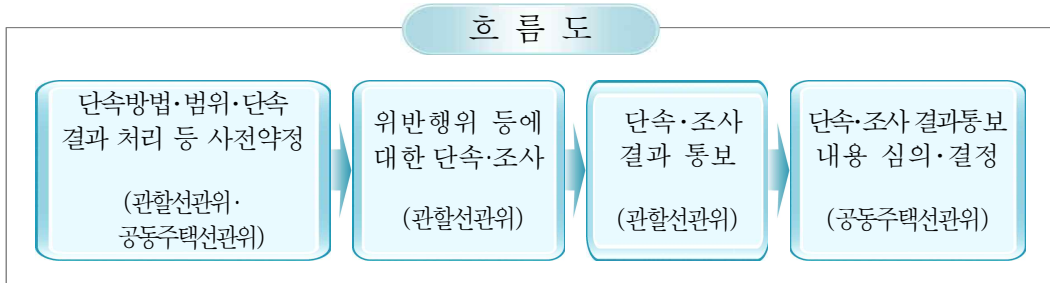 흐 름 도
단속방법·범위·단속
결과 처리 등 사전약정
(관할선관위·
공동주택선관위)
위반행위 등에
대한 단속·조사
(관할선관위)
단속·조사
결과 통보
(관할선관위)
단속·조사 결과통보
내용 심의·결정
(공동주택선관위)